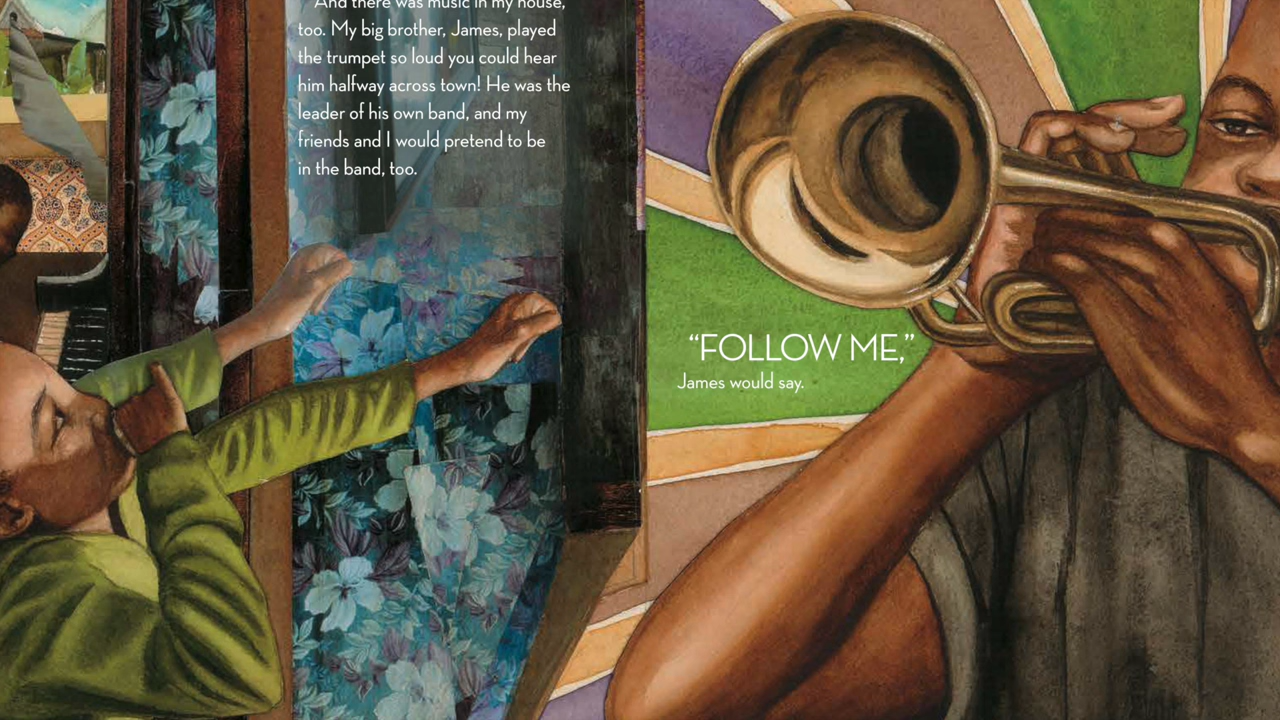 And there was music in my house,
too. My big brother, James, played
the trumpet so loud you could hear
him halfway across town! He was the
leader of his own band, and my
friends and I would pretend to be
in the band, too.
“FOLLOW ME,”
James would say.